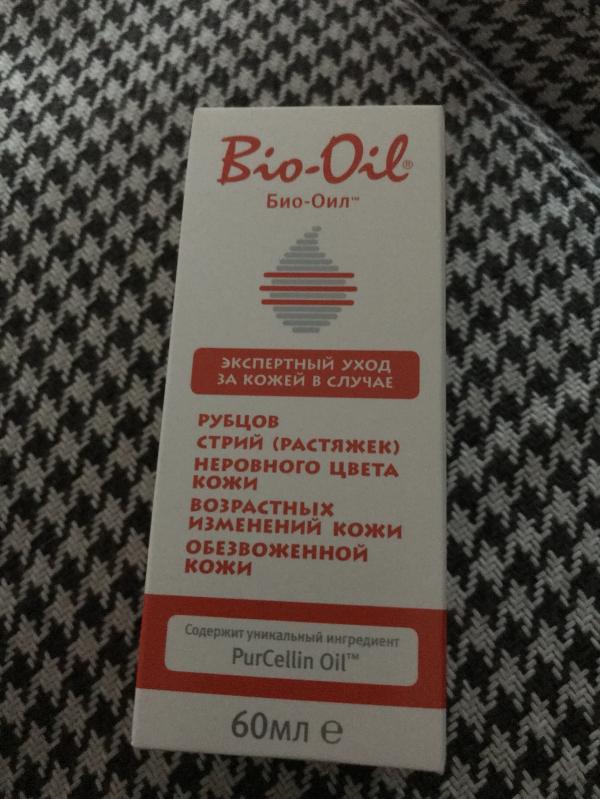 Bio-Oil®
Био-Оил™
ЭКСПЕРТНЫЙ УХОД
ЗА КОЖЕЙ В СЛУЧАЕ
РУБЦОВ
СТРИЙ (РАСТЯЖЕК)
НЕРОВНОГО ЦВЕТА
КОЖИ
ВОЗРАСТНЫХ
ИЗМЕНЕНИЙ КОЖИ
ОБЕЗВОЖЕННОЙ
КОЖИ
Содержит уникальный ингредиент
PurCellin Oil™
60мл ℮